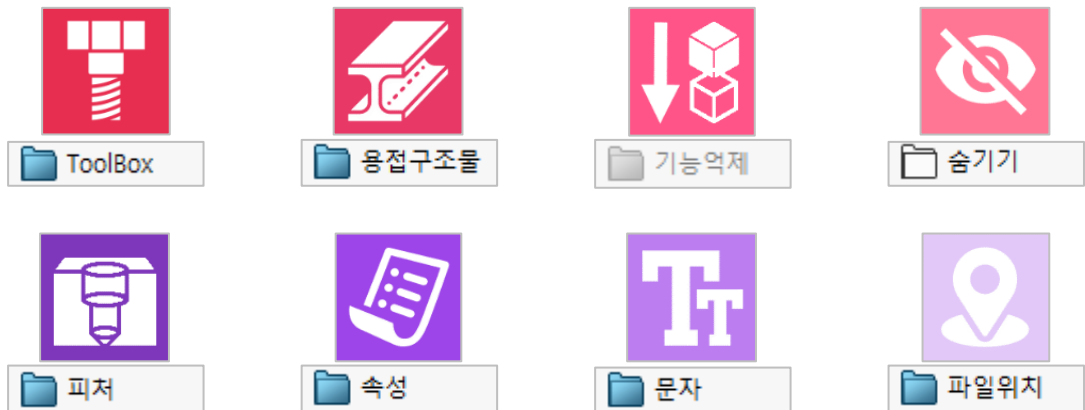 ToolBox
용접구조물
기능억제
숨기기
피처
속성
문자
파일위치